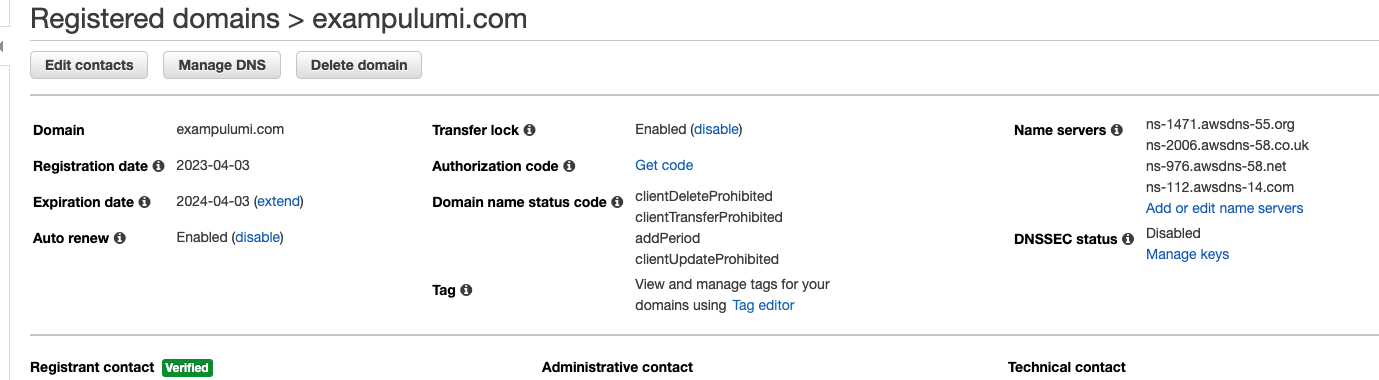 Registered domains > exampulumi.com
Edit contacts
Manage DNS
Delete domain
Domain exampulumi.com
Registration date 2023-04-03
Expiration date 2024-04-03 (extend)
Auto renew Enabled (disable)
Transfer lock Enabled (disable)
Authorization code Get code
Domain name status code clientDeleteProhibited
clientTransferProhibited
addPeriod
clientUpdateProhibited
Tag View and manage tags for your
domains using Tag editor
Name servers ns-1471.awsdns-55.org
ns-2006.awsdns-58.co.uk
ns-976.awsdns-58.net
ns-112.awsdns-14.com
Add or edit name servers
DNSSEC status Disabled
Manage keys
Registrant contact Verified
Administrative contact
Technical contact